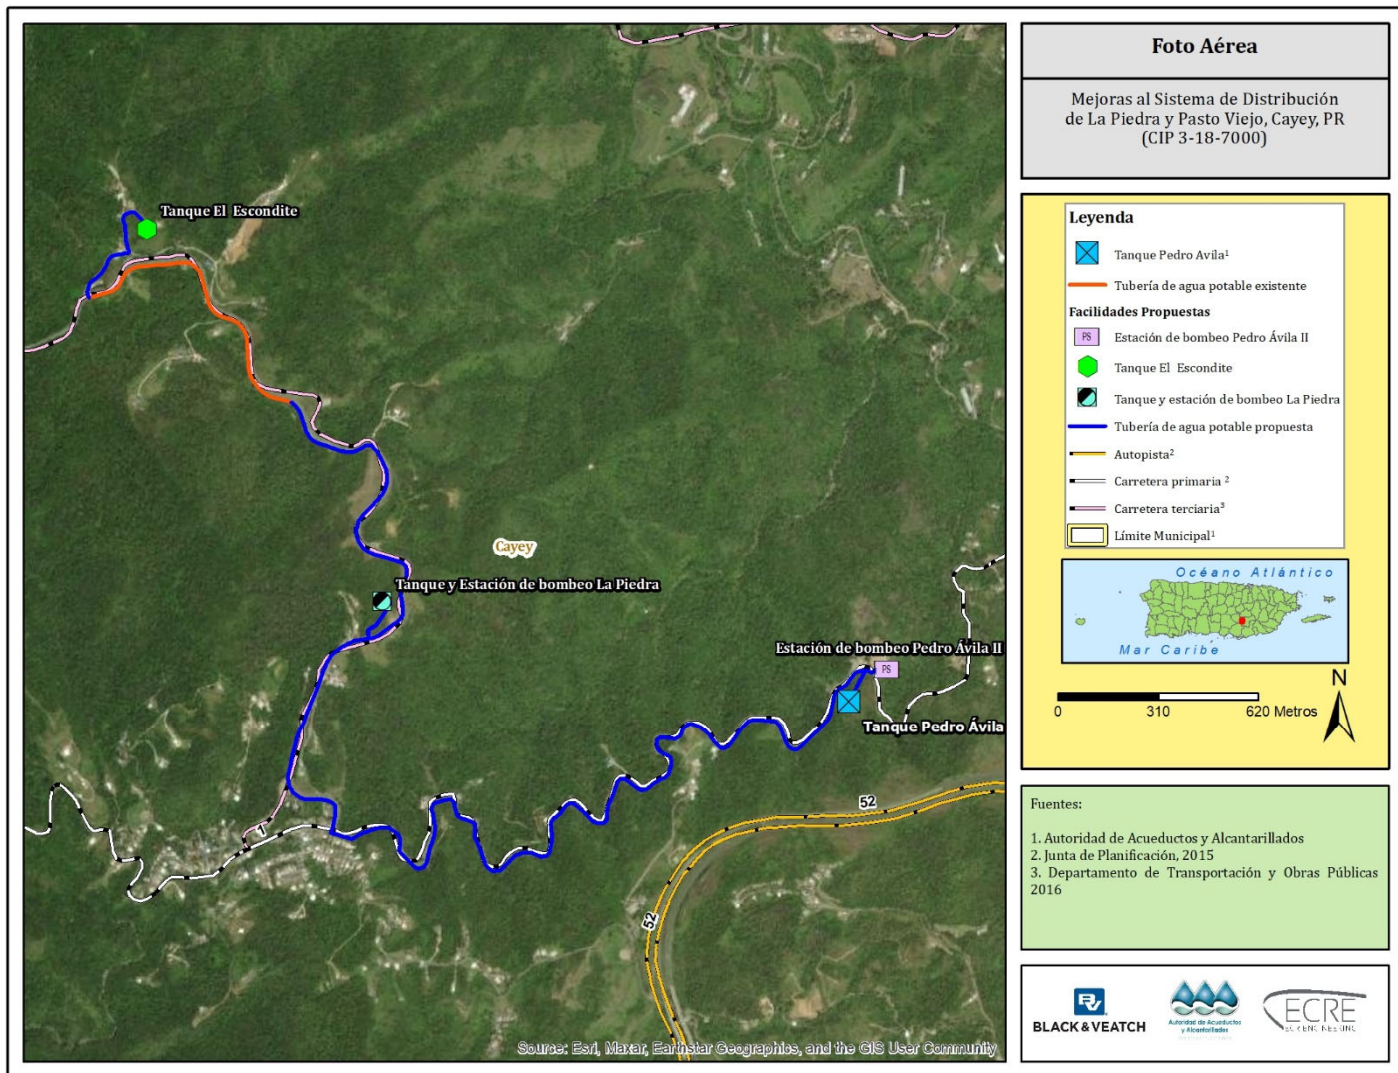 Foto Aérea
Mejoras al Sistema de Distribución
de La Piedra y Pasto Viejo, Cayey, PR
(CIP 3-18-7000)
Tanque El Escondite
Cayey
Tanque y Estación de bombeo La Piedra
Estación de bombeo Pedro Ávila II
PS
Tanque Pedro Ávila
1
52
52
Source: Esri, Maxar, Earthstar Geographics, and the GIS User Community
Leyenda
Tanque Pedro Avila¹
Tubería de agua potable existente
Facilidades Propuestas
PS Estación de bombeo Pedro Ávila II
Tanque El Escondite
Tanque y estación de bombeo La Piedra
Tubería de agua potable propuesta
Autopista²
Carretera primaria ²
Carretera terciaria³
Límite Municipal¹
Océano Atlántico
Mar Caribe
N
0 310 620 Metros
Fuentes:
1. Autoridad de Acueductos y Alcantarillados
2. Junta de Planificación, 2015
3. Departamento de Transportación y Obras Públicas
2016
BV
BLACK & VEATCH
Autoridad de Acueductos
y Alcantarillados
ECRE